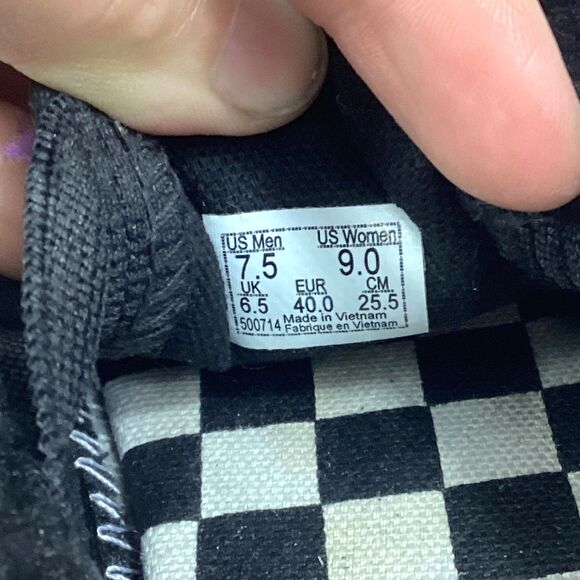 US Men US Women
7.5 9.0
UK EUR CM
6.5 40.0 25.5
500714 Made in Vietnam
Fabrique en Vietnam